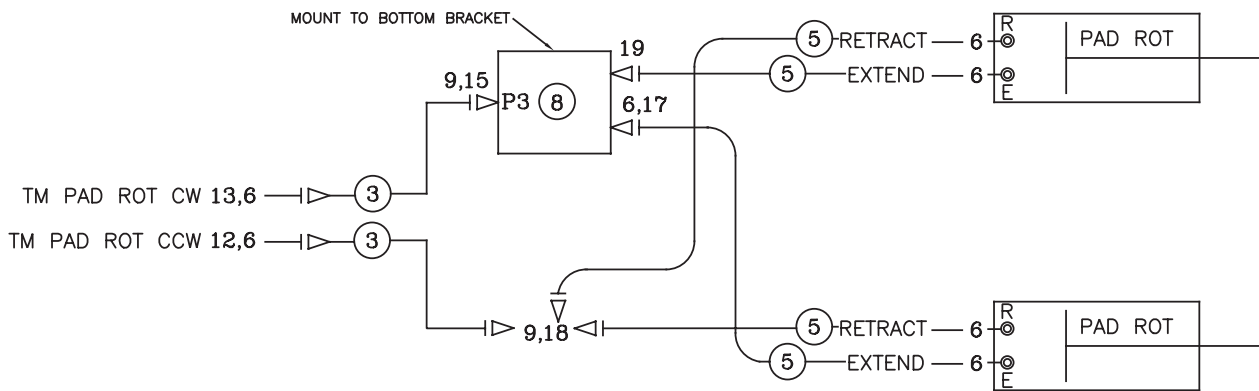 MOUNT TO BOTTOM BRACKET
5 RETRACT 6 R PAD ROT
19
5 EXTEND 6 E
9,15
P3 8
6,17
TM PAD ROT CW 13,6 3
TM PAD ROT CCW 12,6 3
9,18
5 RETRACT 6 R PAD ROT
5 EXTEND 6 E